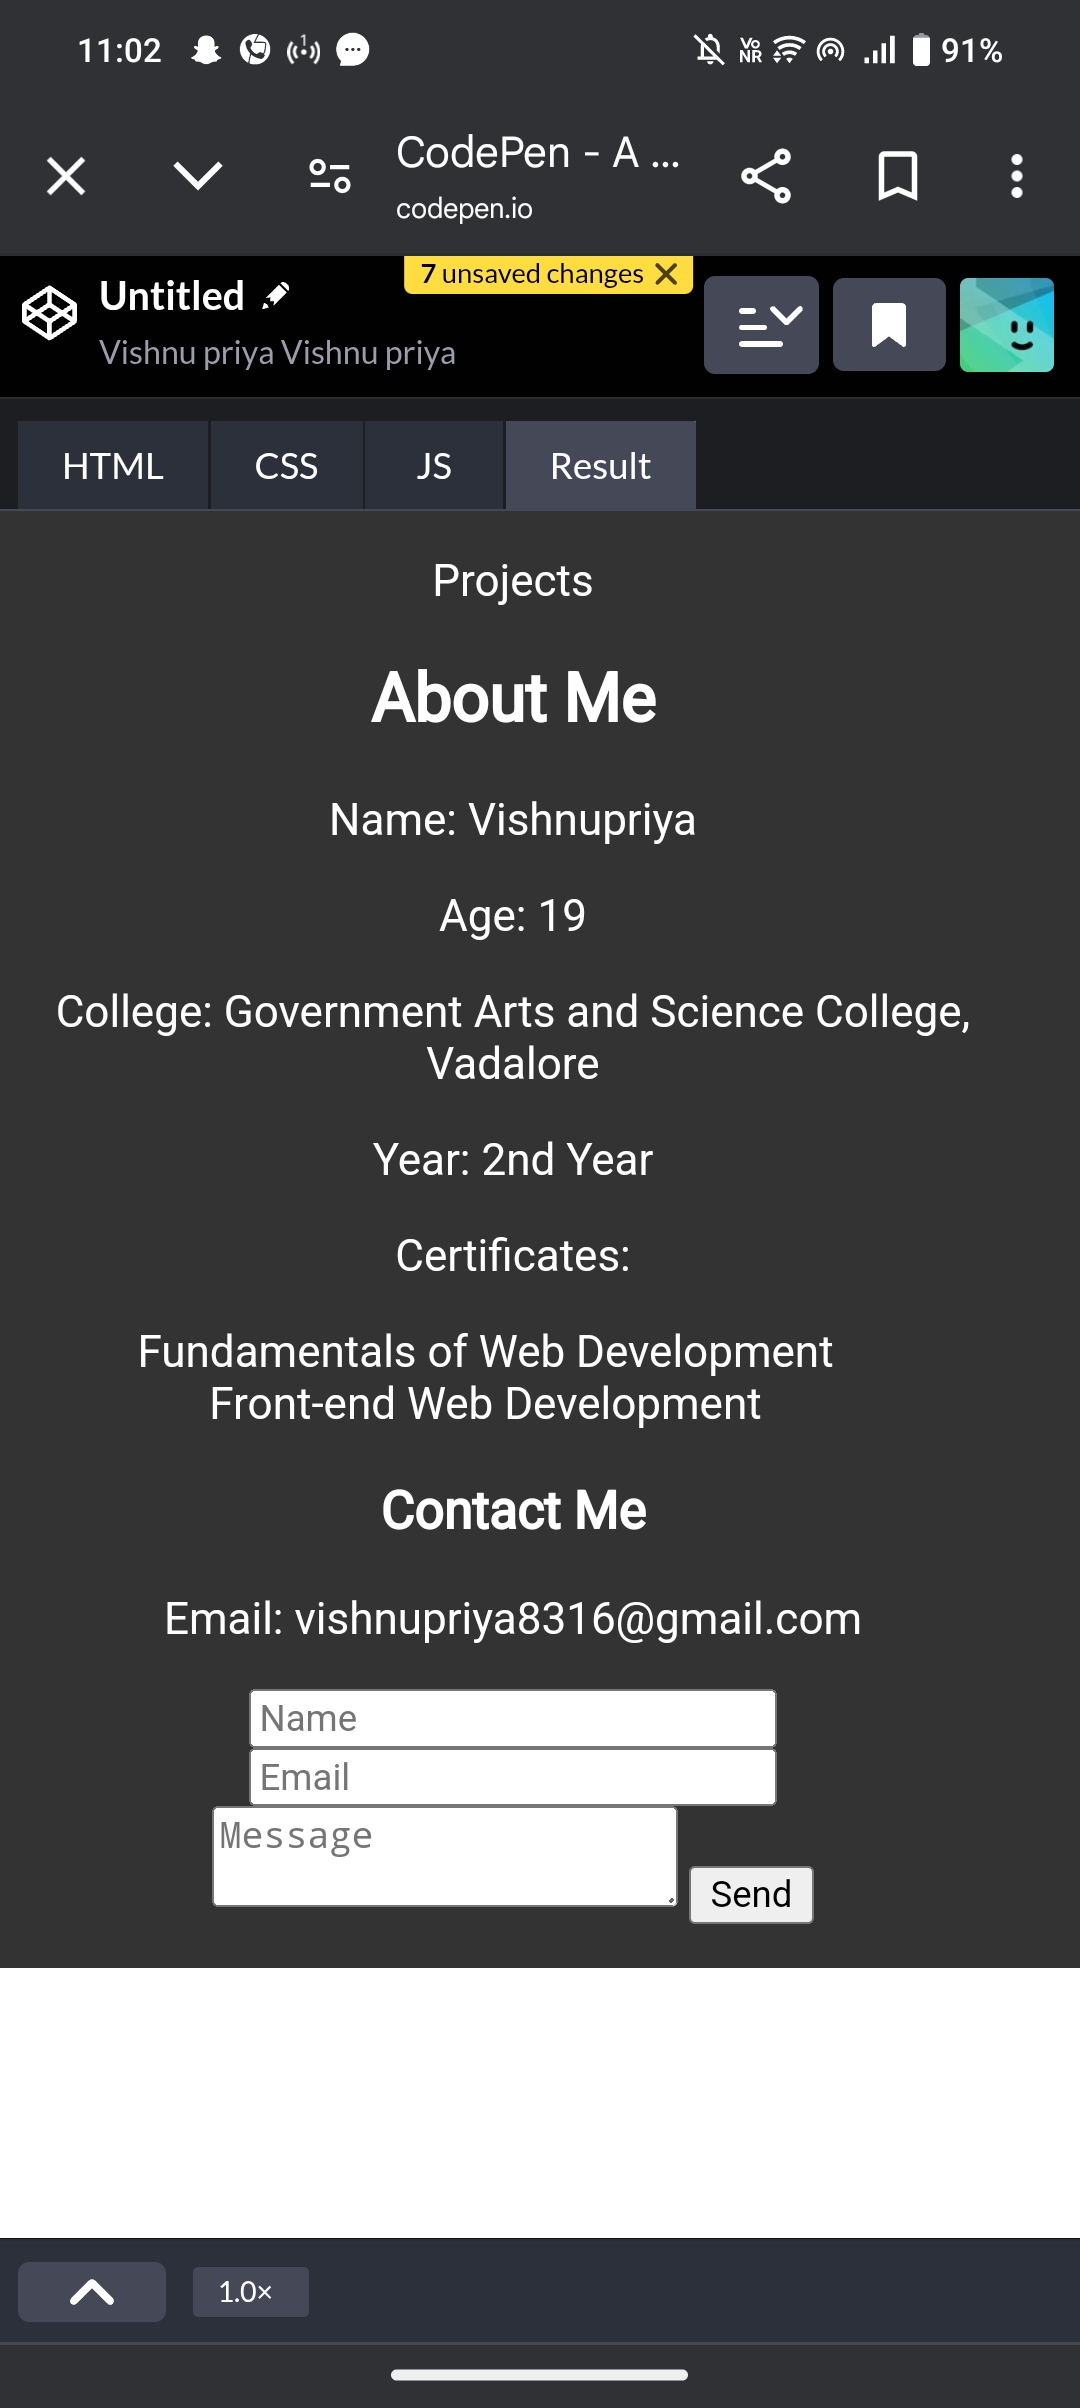 11:02
Vo
NR
91%
CodePen - A ...
codepen.io
7 unsaved changes
Untitled
Vishnu priya Vishnu priya
HTML
CSS
JS
Result
Projects
About Me
Name: Vishnupriya
Age: 19
College: Government Arts and Science College,
Vadalore
Year: 2nd Year
Certificates:
Fundamentals of Web Development
Front-end Web Development
Contact Me
Email: vishnupriya8316@gmail.com
Name
Email
Message
Send
1.0×